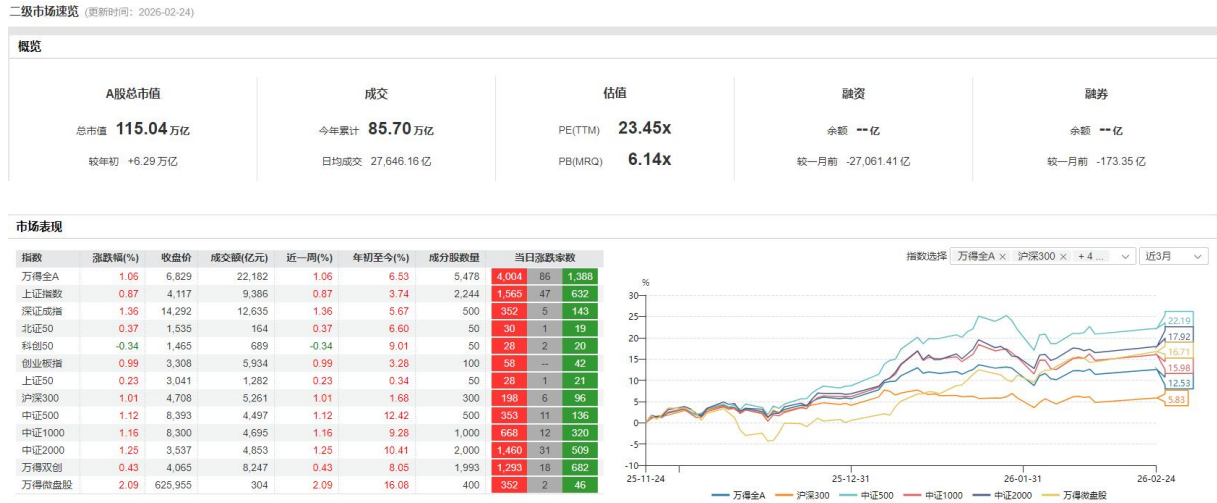 二级市场速览 (更新时间：2026-02-24)
概览
A股总市值 成交 估值 融资 融券
总市值 115.04 万亿 今年累计 85.70 万亿 PE(TTM) 23.45x 余额 --亿 余额 --亿
较年初 +6.29 万亿 日均成交 27,646.16 亿 PB(MRQ) 6.14x 较一月前 -27,061.41 亿 较一月前 -173.35 亿
市场表现
指数选择 万得全A × 沪深300 × + 4 ... 近3月
指数 涨跌幅(%) 收盘价 成交额(亿元) 近一周(%) 年初至今(%) 成分股数量 当日涨跌家数
万得全A 1.06 6,829 22,182 1.06 6.53 5,478 4,004 86 1,388
上证指数 0.87 4,117 9,386 0.87 3.74 2,244 1,565 47 632
深证成指 1.36 14,292 12,635 1.36 5.67 500 352 5 143
北证50 0.37 1,535 164 0.37 6.60 50 30 1 19
科创50 -0.34 1,465 689 -0.34 9.01 50 28 2 20
创业板指 0.99 3,308 5,934 0.99 3.28 100 58 -- 42
上证50 0.23 3,041 1,282 0.23 0.34 50 28 1 21
沪深300 1.01 4,708 5,261 1.01 1.68 300 198 6 96
中证500 1.12 8,393 4,497 1.12 12.42 500 353 11 136
中证1000 1.16 8,300 4,695 1.16 9.28 1,000 668 12 320
中证2000 1.25 3,537 4,853 1.25 10.41 2,000 1,460 31 509
万得双创 0.43 4,065 8,247 0.43 8.05 1,993 1,293 18 682
万得微盘股 2.09 625,955 304 2.09 16.08 400 352 2 46
%
30
25
20
15
10
5
0
-5
-10
22.19
17.92
16.71
15.98
12.53
5.83
25-11-24 25-12-31 26-01-31 26-02-24
万得全A 沪深300 中证500 中证1000 中证2000 万得微盘股